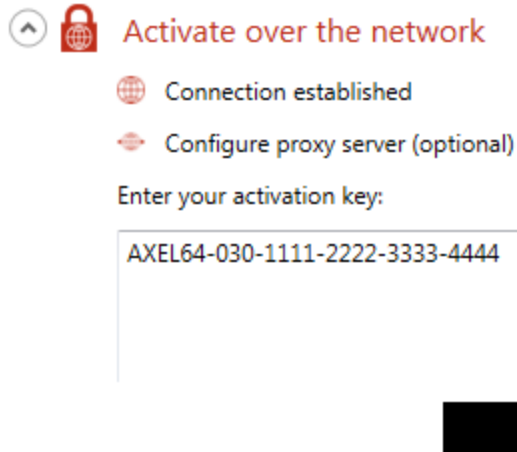 Activate over the network
Connection established
Configure proxy server (optional)
Enter your activation key:
AXEL64-030-1111-2222-3333-4444